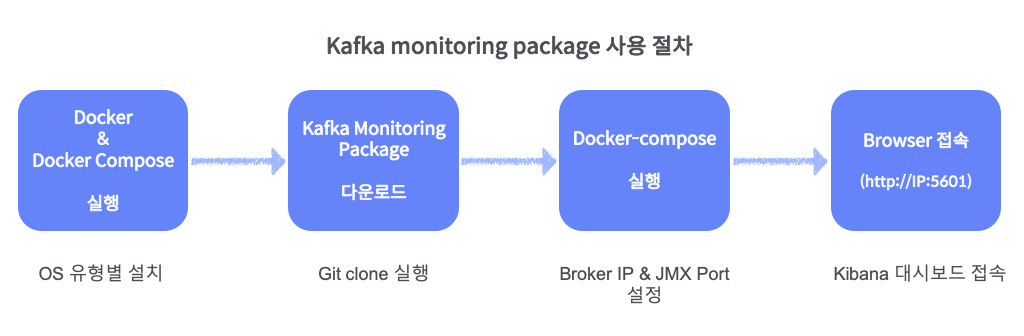 Kafka monitoring package 사용 절차
Docker
&
Docker Compose
실행
Kafka Monitoring
Package
다운로드
Docker-compose
실행
Browser 접속
(http://IP:5601)
OS 유형별 설치
Git clone 실행
Broker IP & JMX Port
설정
Kibana 대시보드 접속